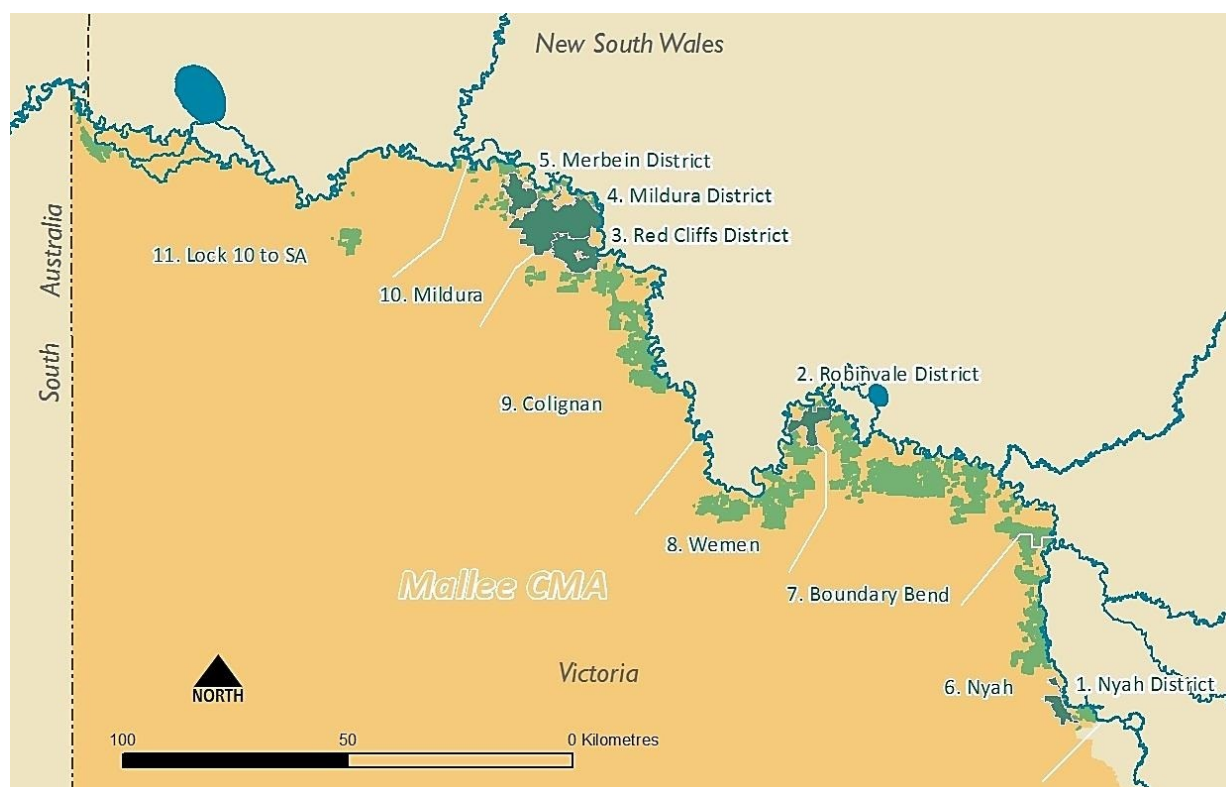 New South Wales
5. Merbein District
4. Mildura District
3. Red Cliffs District
11. Lock 10 to SA
10. Mildura
South Australia
2. Robinvale District
9. Colignan
8. Wemen
7. Boundary Bend
Mallee CMA
Victoria
6. Nyah
1. Nyah District
NORTH
100 50 0 Kilometres